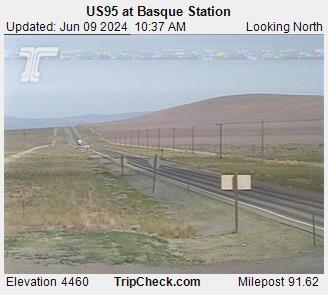 US95 at Basque Station
Updated: Jun 09 2024 10:37 AM Looking North
Elevation 4460 TripCheck.com Milepost 91.62